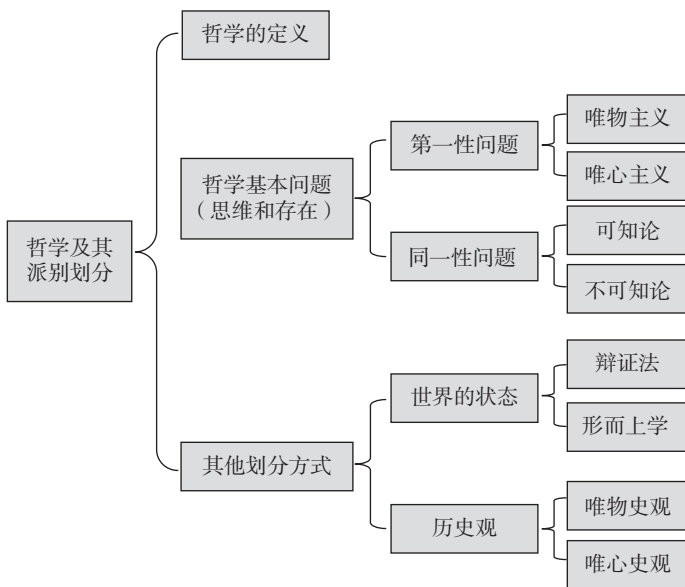 哲学及其
派别划分
哲学的定义
哲学基本问题
（思维和存在）
第一性问题
唯物主义
唯心主义
同一性问题
可知论
不可知论
其他划分方式
世界的状态
辩证法
形而上学
历史观
唯物史观
唯心史观